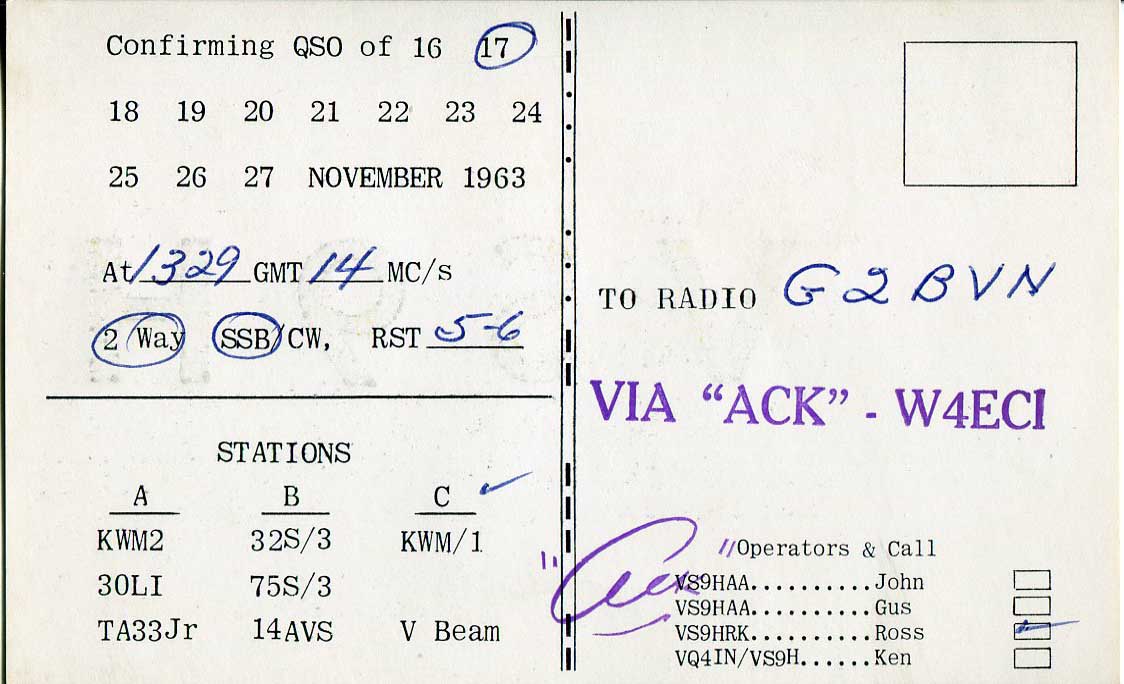 Confirming QSO of 16 17
18 19 20 21 22 23 24
25 26 27 NOVEMBER 1963
At 1329 GMT 14 MC/s
2 Way SSB/CW, RST 5-6
STATIONS
A B C ✓
KWM2 32S/3 KWM/1
30LI 75S/3
TA33Jr 14AVS V Beam
TO RADIO G2BVN
VIA “ACK” - W4ECI
"Ack"
Operators & Call
VS9HAA..........John
VS9HAA..........Gus
VS9HRK..........Ross ✓
VQ4IN/VS9H......Ken